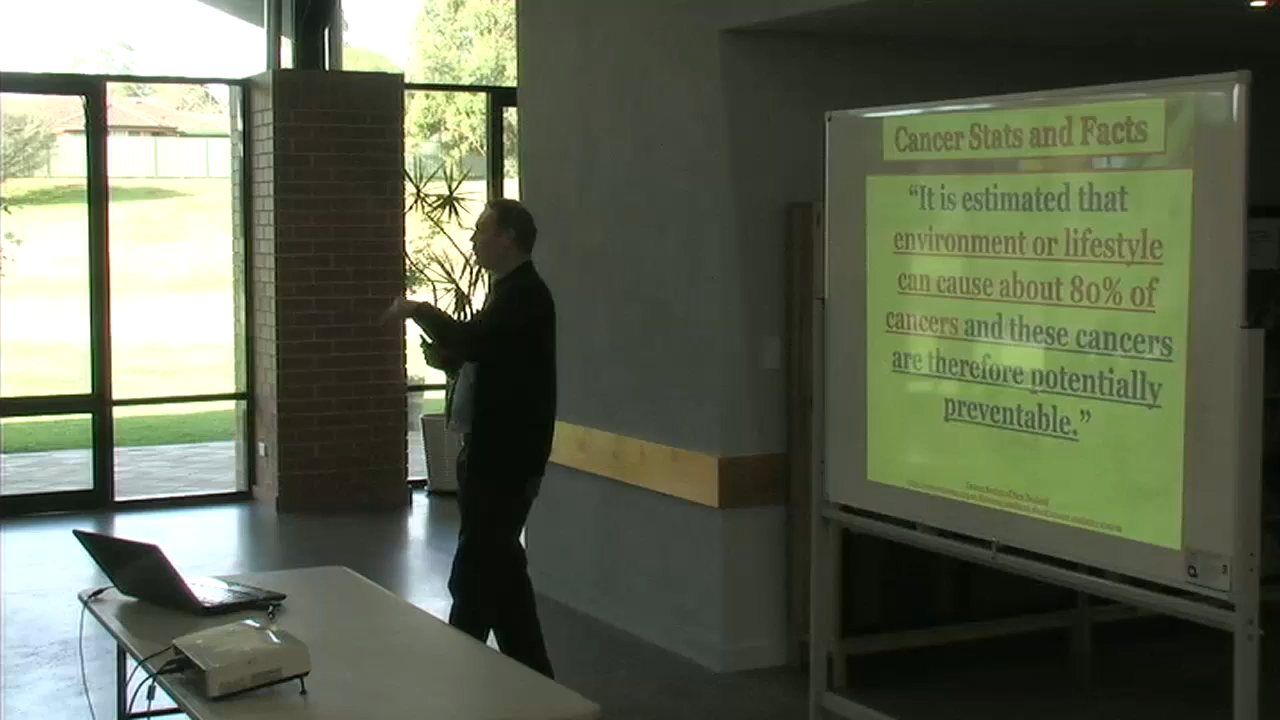 Cancer Stats and Facts
“It is estimated that
environment or lifestyle
can cause about 80% of
cancers and these cancers
are therefore potentially
preventable.”